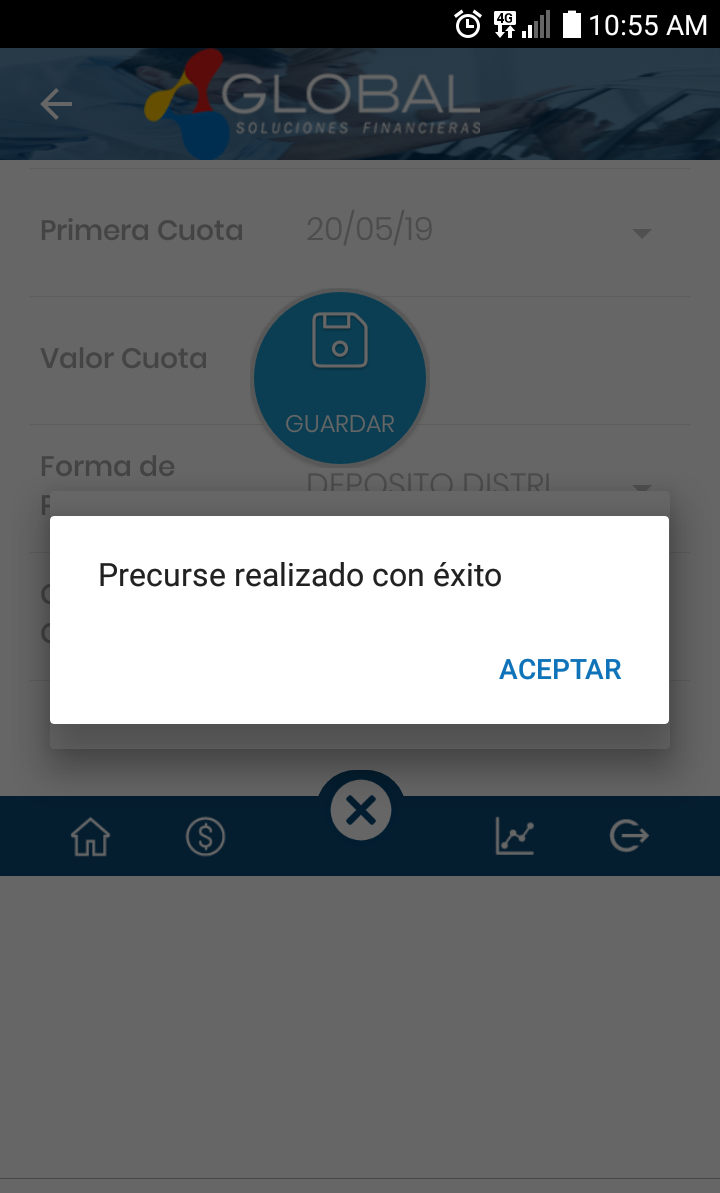 10:55 AM
4G
GLOBAL
SOLUCIONES FINANCIERAS
Primera Cuota 20/05/19
Valor Cuota
GUARDAR
Forma de DEPOSITO DISTRI
Precurse realizado con éxito
ACEPTAR